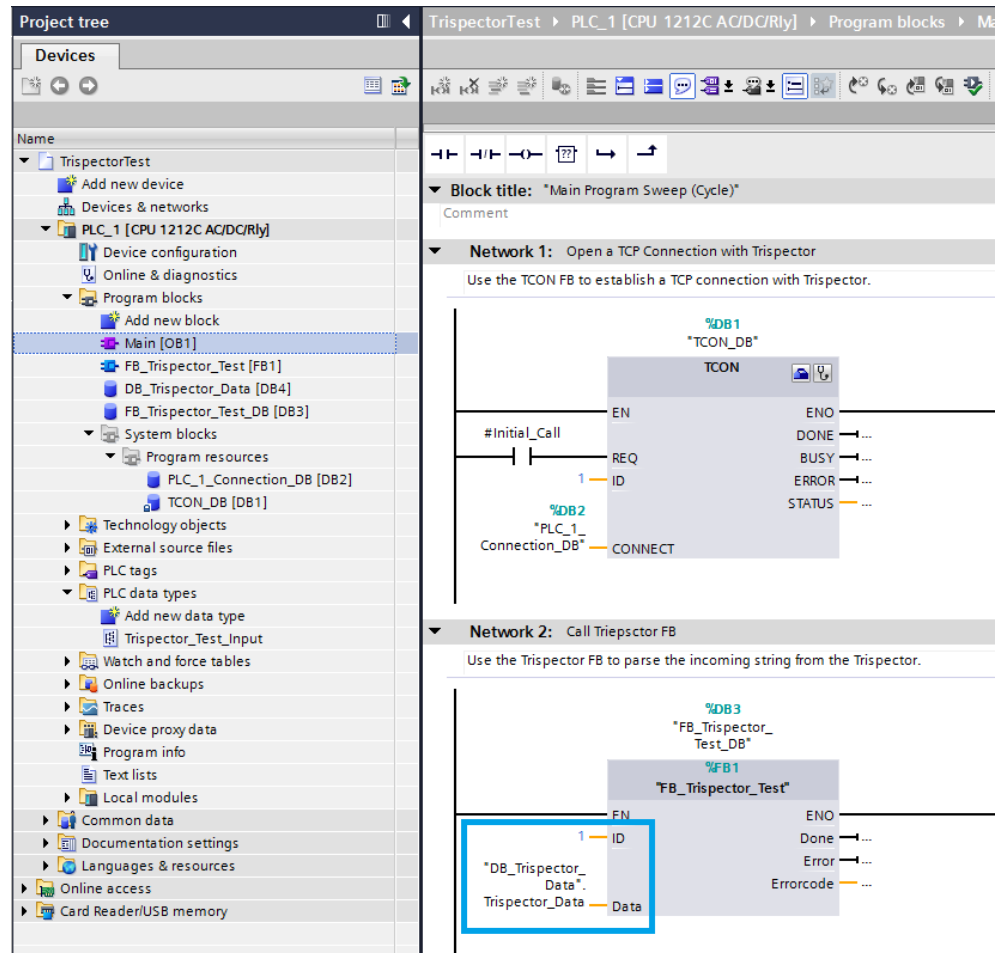 Project tree
TrispectorTest ▸ PLC_1 [CPU 1212C AC/DC/Rly] ▸ Program blocks ▸ Ma
Devices
Name
TrispectorTest
Add new device
Devices & networks
PLC_1 [CPU 1212C AC/DC/Rly]
Device configuration
Online & diagnostics
Program blocks
Add new block
Main [OB1]
FB_Trispector_Test [FB1]
DB_Trispector_Data [DB4]
FB_Trispector_Test_DB [DB3]
System blocks
Program resources
PLC_1_Connection_DB [DB2]
TCON_DB [DB1]
Technology objects
External source files
PLC tags
PLC data types
Add new data type
Trispector_Test_Input
Watch and force tables
Online backups
Traces
Device proxy data
Program info
Text lists
Local modules
Common data
Documentation settings
Languages & resources
Online access
Card Reader/USB memory
??
Block title: "Main Program Sweep (Cycle)"
Comment
Network 1: Open a TCP Connection with Trispector
Use the TCON FB to establish a TCP connection with Trispector.
%DB1
"TCON_DB"
TCON
EN ENO
#Initial_Call DONE ...
REQ BUSY ...
1 ID ERROR ...
STATUS ...
%DB2
"PLC_1_
Connection_DB" CONNECT
Network 2: Call Triepsctor FB
Use the Trispector FB to parse the incoming string from the Trispector.
%DB3
"FB_Trispector_
Test_DB"
%FB1
"FB_Trispector_Test"
EN ENO
1 ID Done ...
Error ...
"DB_Trispector_
Data".
Trispector_Data Data
Errorcode ...